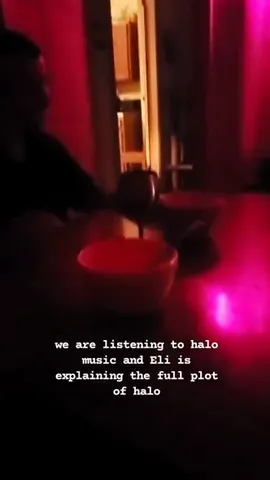 we are listening to halo
music and Eli is
explaining the full plot
of halo